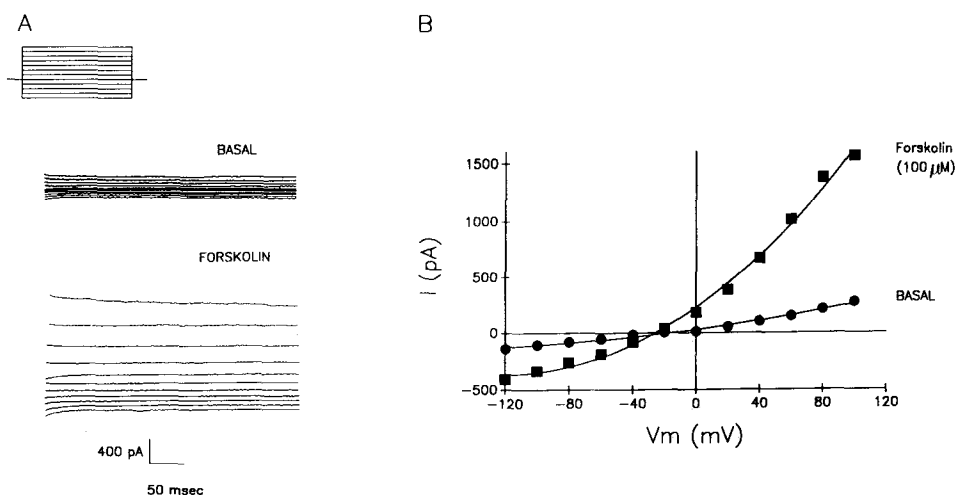 A
BASAL
FORSKOLIN
400 pA
50 msec
B
I (pA)
1500
1000
500
0
−500
−120
−80
−40
0
40
80
120
Vm (mV)
Forskolin
(100 μM)
BASAL